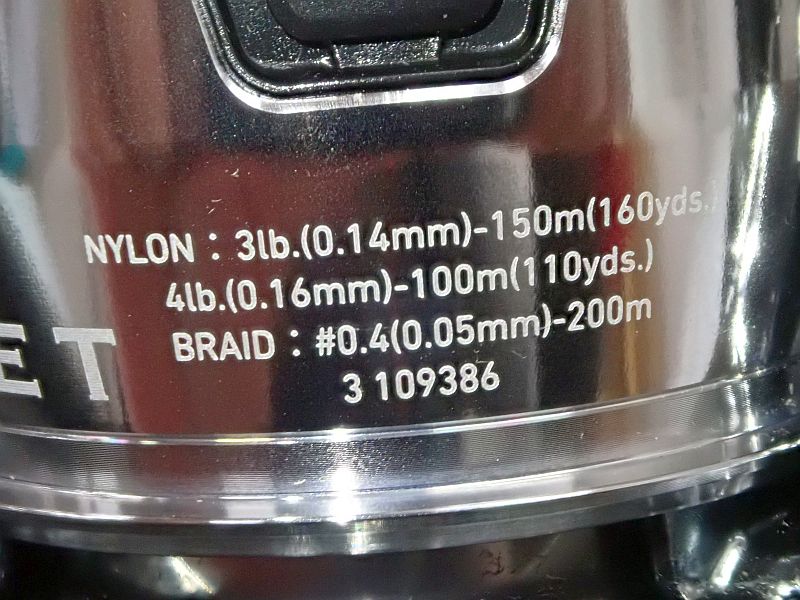 NYLON : 3lb.(0.14mm)-150m(160yds.)
4lb.(0.16mm)-100m(110yds.)
BRAID : #0.4(0.05mm)-200m
3 109386
ET